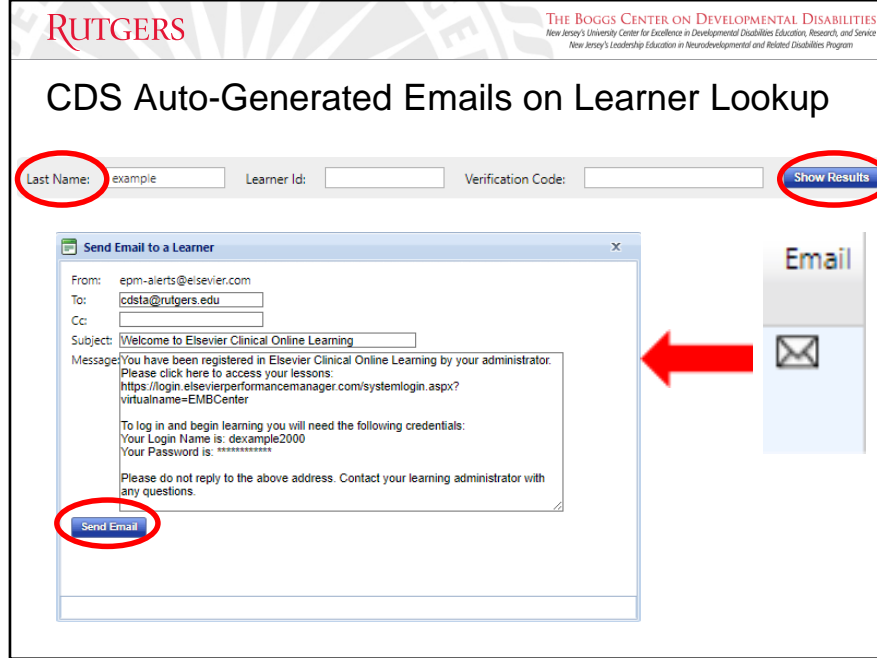 RUTGERS
THE BOGGS CENTER ON DEVELOPMENTAL DISABILITIES
New Jersey's University Center for Excellence in Developmental Disabilities Education, Research, and Service
New Jersey's Leadership Education in Neurodevelopmental and Related Disabilities Program
CDS Auto-Generated Emails on Learner Lookup
Last Name: example Learner Id: Verification Code: Show Results
Send Email to a Learner x
Email
From: epm-alerts@elsevier.com
To: cdsta@rutgers.edu
Cc:
Subject: Welcome to Elsevier Clinical Online Learning
Message: You have been registered in Elsevier Clinical Online Learning by your administrator.
Please click here to access your lessons:
https://login.elsevierperformancemanager.com/systemlogin.aspx?
virtualname=EMBCenter
To log in and begin learning you will need the following credentials:
Your Login Name is: dexample2000
Your Password is: ************
Please do not reply to the above address. Contact your learning administrator with
any questions.
Send Email